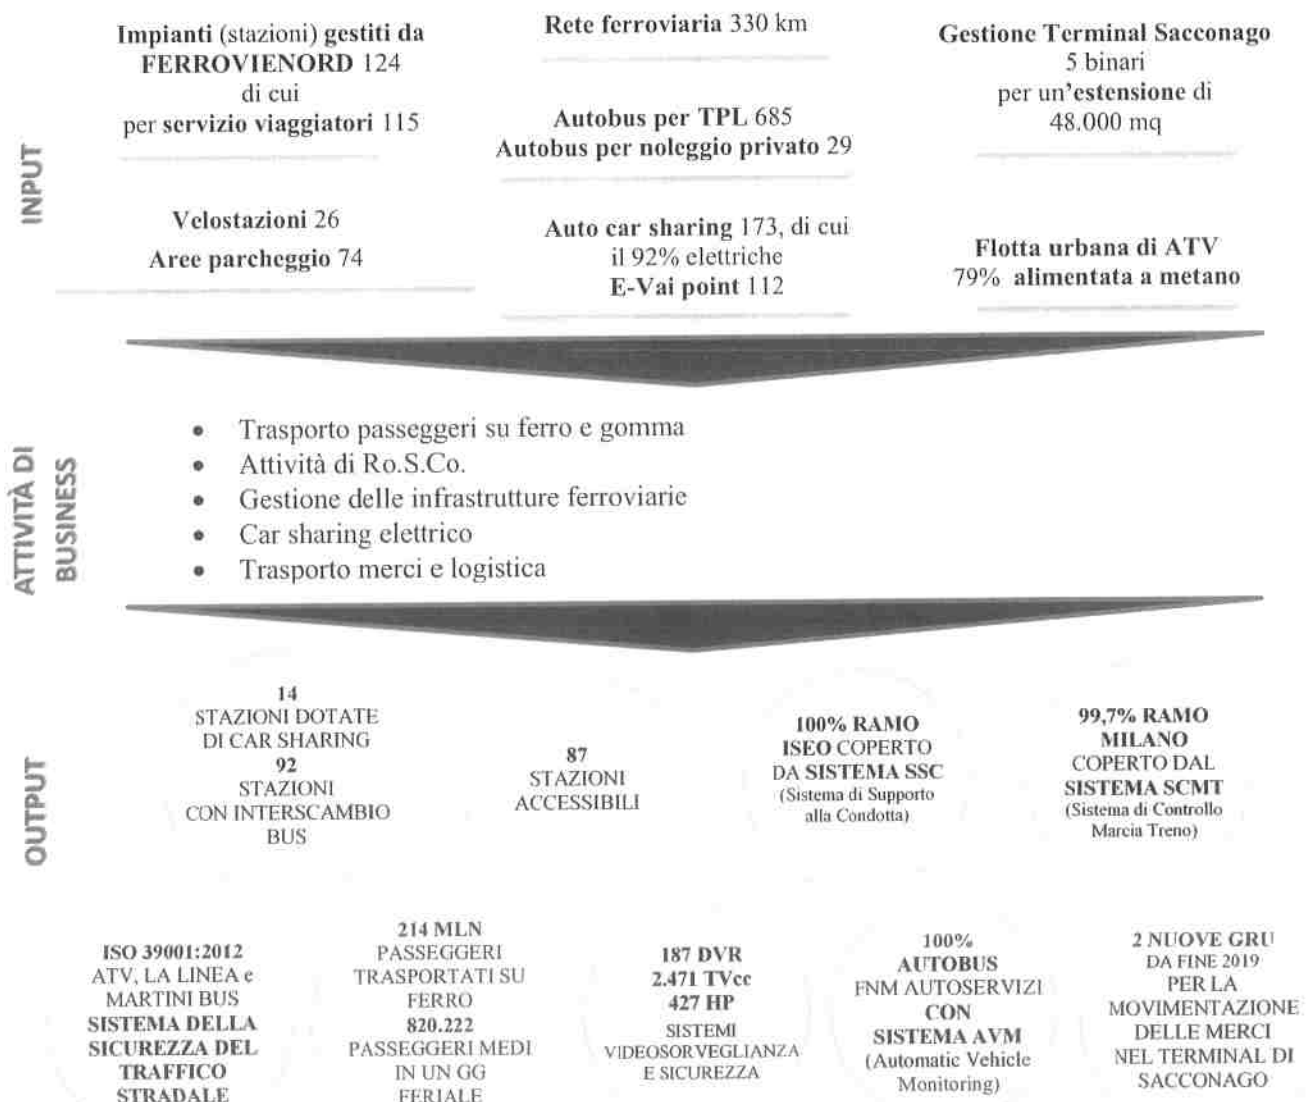 INPUT
Impianti (stazioni) gestiti da
FERROVIENORD 124
di cui
per servizio viaggiatori 115
Rete ferroviaria 330 km
Autobus per TPL 685
Autobus per noleggio privato 29
Gestione Terminal Sacconago
5 binari
per un'estensione di
48.000 mq
Velostazioni 26
Aree parcheggio 74
Auto car sharing 173, di cui
il 92% elettriche
E-Vai point 112
Flotta urbana di ATV
79% alimentata a metano
ATTIVITÀ DI
BUSINESS
• Trasporto passeggeri su ferro e gomma
• Attività di Ro.S.Co.
• Gestione delle infrastrutture ferroviarie
• Car sharing elettrico
• Trasporto merci e logistica
OUTPUT
14
STAZIONI DOTATE
DI CAR SHARING
92
STAZIONI
CON INTERSCAMBIO
BUS
87
STAZIONI
ACCESSIBILI
100% RAMO
ISEO COPERTO
DA SISTEMA SSC
(Sistema di Supporto
alla Condotta)
99,7% RAMO
MILANO
COPERTO DAL
SISTEMA SCMT
(Sistema di Controllo
Marcia Treno)
ISO 39001:2012
ATV, LA LINEA e
MARTINI BUS
SISTEMA DELLA
SICUREZZA DEL
TRAFFICO
STRADALE
214 MLN
PASSEGGERI
TRASPORTATI SU
FERRO
820.222
PASSEGGERI MEDI
IN UN GG
FERIALE
187 DVR
2.471 TVcc
427 HP
SISTEMI
VIDEOSORVEGLIANZA
E SICUREZZA
100%
AUTOBUS
FNM AUTOSERVIZI
CON
SISTEMA AVM
(Automatic Vehicle
Monitoring)
2 NUOVE GRU
DA FINE 2019
PER LA
MOVIMENTAZIONE
DELLE MERCI
NEL TERMINAL DI
SACCONAGO